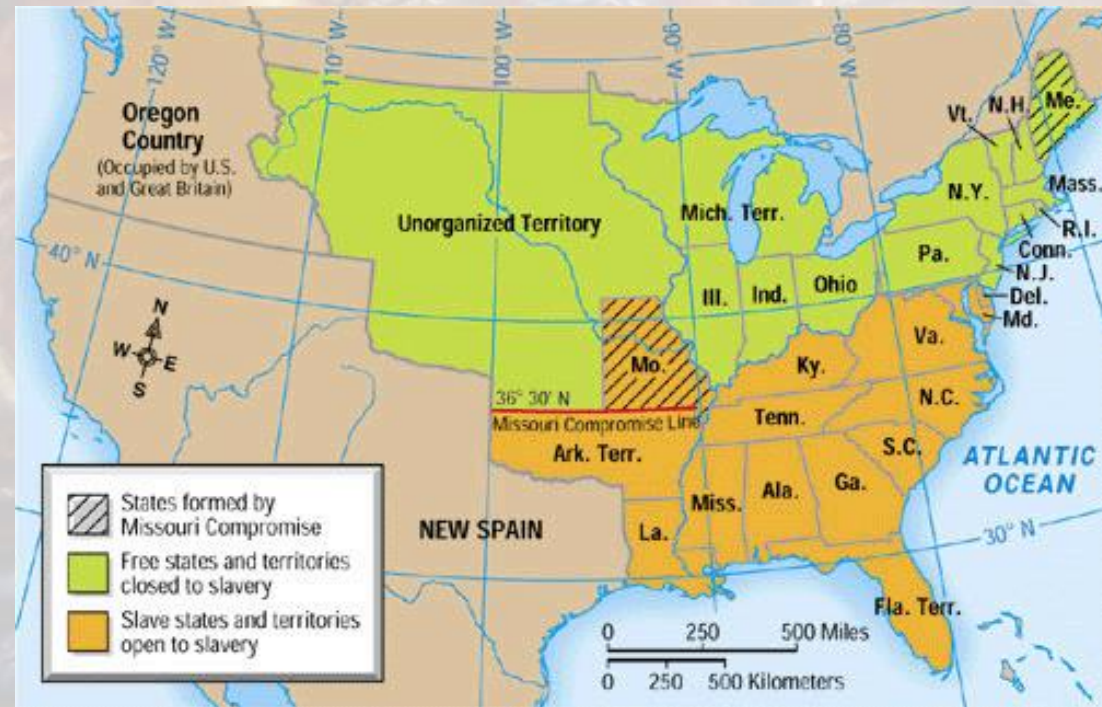 120° W
110° W
100° W
90° W
80° W
Oregon
Country
(Occupied by U.S.
and Great Britain)
Unorganized Territory
Mich. Terr.
Vt.
N.H.
Me.
N.Y.
Mass.
R.I.
Conn.
Pa.
N.J.
Ill.
Ind.
Ohio
Del.
Md.
40° N
N
W
E
S
Mo.
Ky.
Va.
36° 30' N
Missouri Compromise Line
Tenn.
N.C.
Ark. Terr.
S.C.
ATLANTIC
OCEAN
Miss.
Ala.
Ga.
NEW SPAIN
La.
30° N
Fla. Terr.
States formed by
Missouri Compromise
Free states and territories
closed to slavery
Slave states and territories
open to slavery
0 250 500 Miles
0 250 500 Kilometers